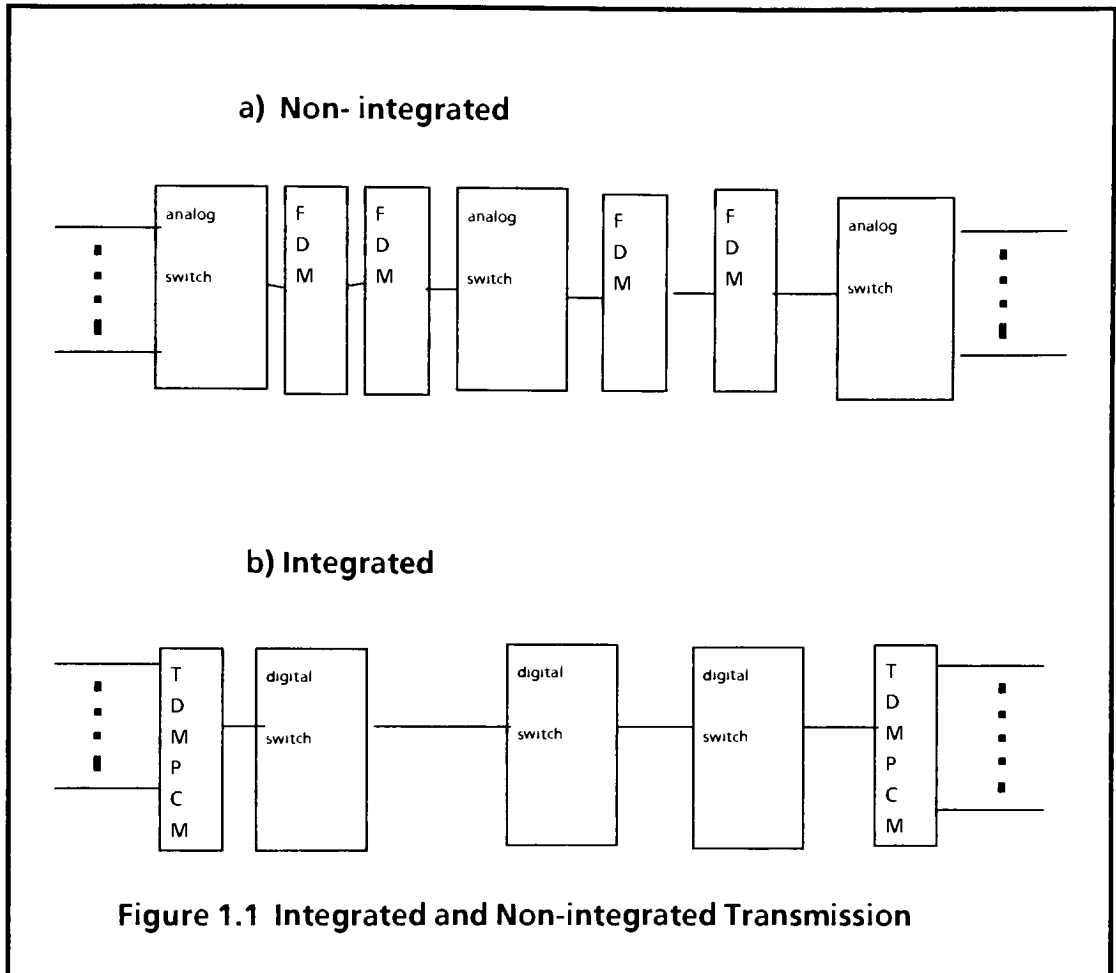 a) Non- integrated
analog
switch
F
D
M
F
D
M
analog
switch
F
D
M
F
D
M
analog
switch
b) Integrated
T
D
M
P
C
M
digital
switch
digital
switch
digital
switch
T
D
M
P
C
M
Figure 1.1 Integrated and Non-integrated Transmission